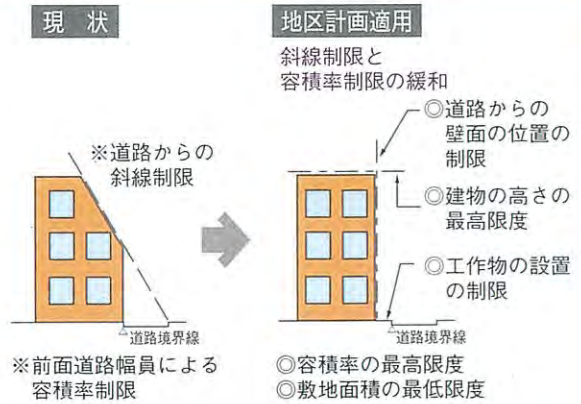 現 状
※道路からの
斜線制限
道路境界線
※前面道路幅員による
容積率制限
地区計画適用
斜線制限と
容積率制限の緩和
◎道路からの
壁面の位置の
制限
◎建物の高さの
最高限度
◎工作物の設置
の制限
道路境界線
◎容積率の最高限度
◎敷地面積の最低限度